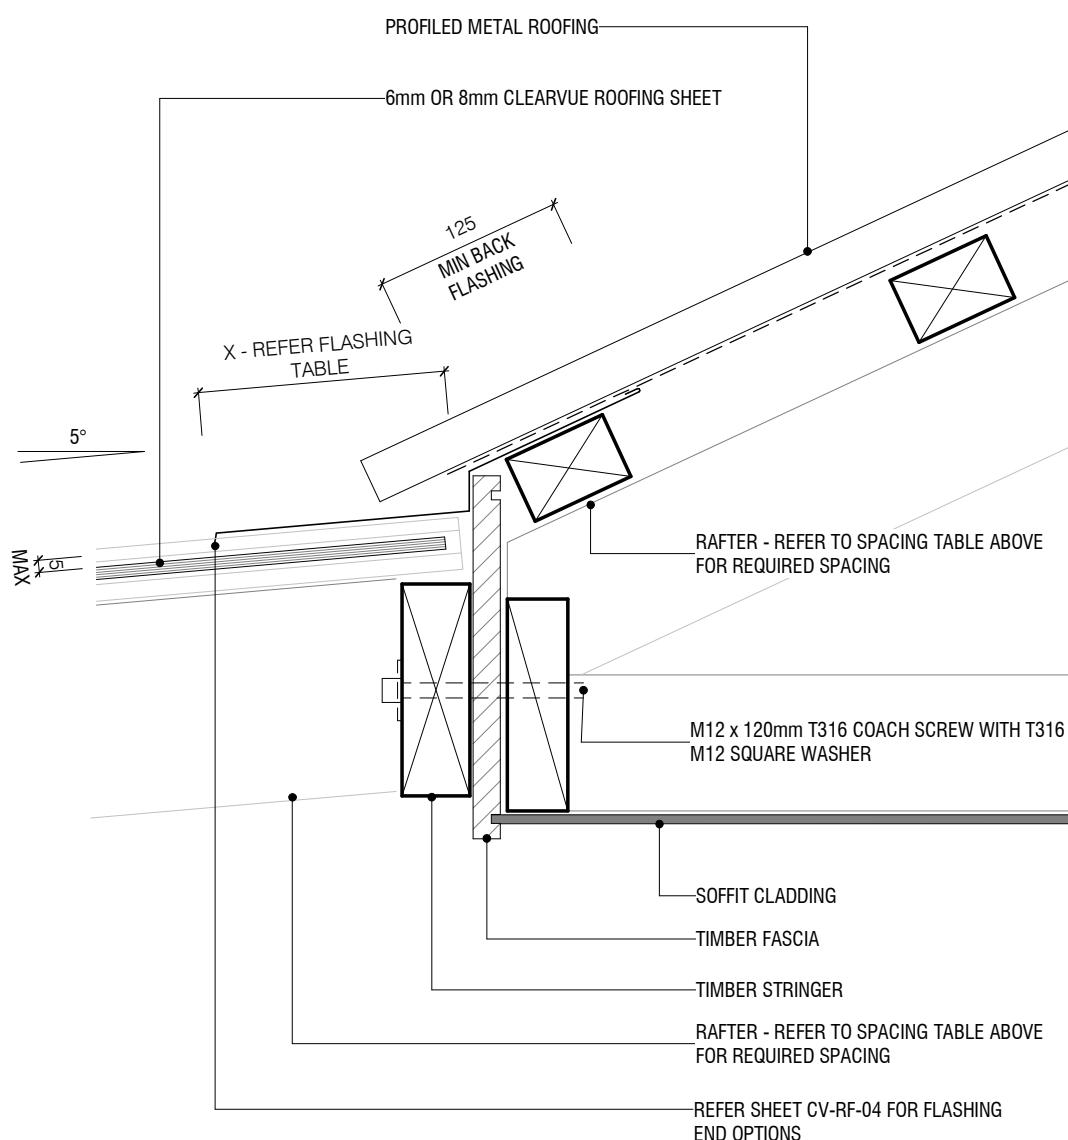 PROFILED METAL ROOFING
6mm OR 8mm CLEARVUE ROOFING SHEET
125
MIN BACK
FLASHING
X - REFER FLASHING
TABLE
5°
5
MAX
RAFTER - REFER TO SPACING TABLE ABOVE
FOR REQUIRED SPACING
M12 x 120mm T316 COACH SCREW WITH T316
M12 SQUARE WASHER
SOFFIT CLADDING
TIMBER FASCIA
TIMBER STRINGER
RAFTER - REFER TO SPACING TABLE ABOVE
FOR REQUIRED SPACING
REFER SHEET CV-RF-04 FOR FLASHING
END OPTIONS